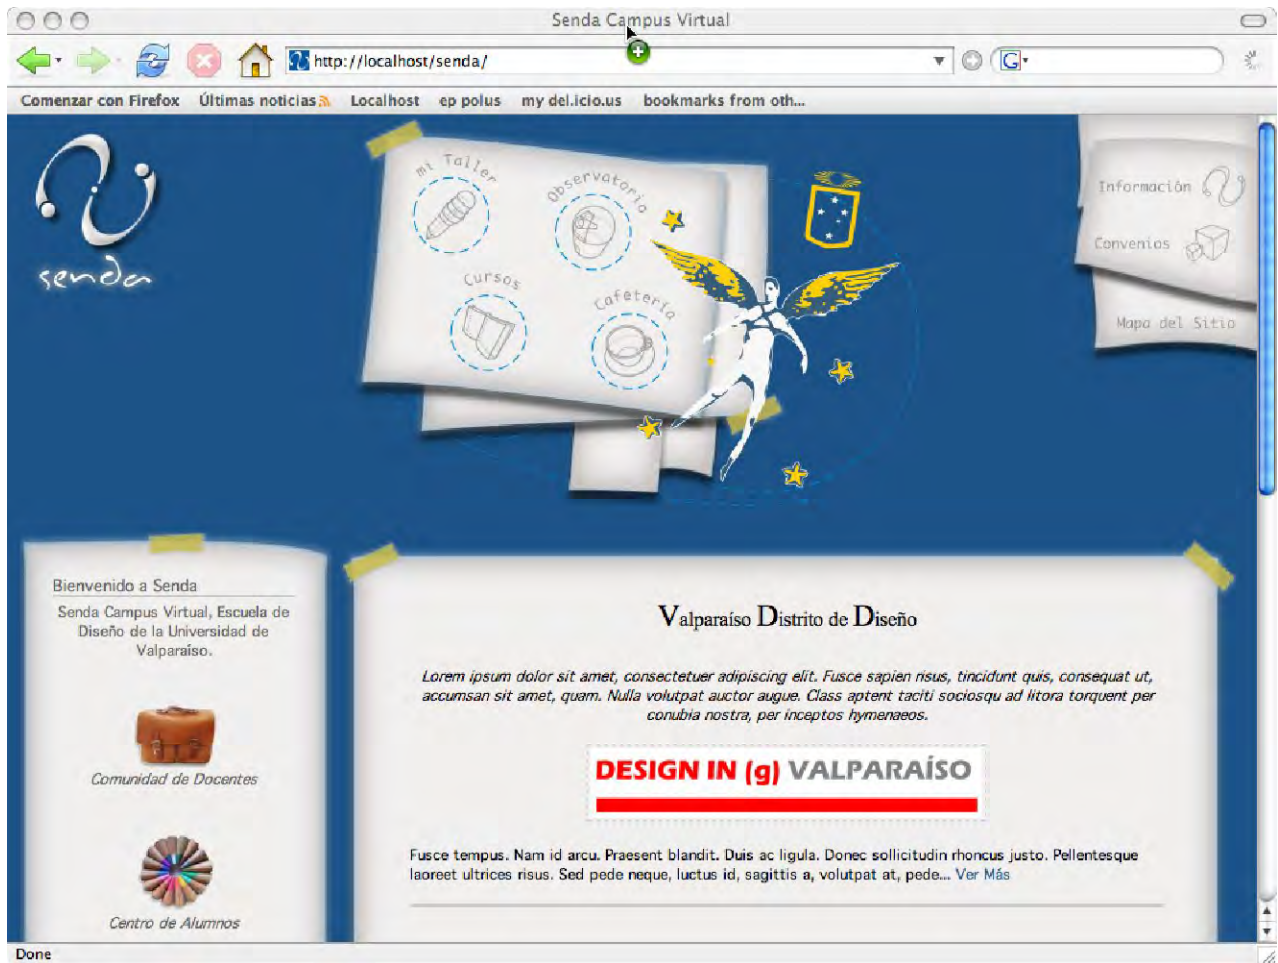 Senda Campus Virtual
http://localhost/senda/
G
Comenzar con Firefox Últimas noticias Localhost ep polus my del.icio.us bookmarks from oth...
senda
mi Taller
Observatorio
Cursos
Cafetería
Información
Convenios
Mapa del Sitio
Bienvenido a Senda
Senda Campus Virtual, Escuela de
Diseño de la Universidad de
Valparaíso.
Comunidad de Docentes
Centro de Alumnos
Valparaíso Distrito de Diseño
Lorem ipsum dolor sit amet, consectetuer adipiscing elit. Fusce sapien risus, tincidunt quis, consequat ut,
accumsan sit amet, quam. Nulla volutpat auctor augue. Class aptent taciti sociosqu ad litora torquent per
conubia nostra, per inceptos hymenaeos.
DESIGN IN (g) VALPARAÍSO
Fusce tempus. Nam id arcu. Praesent blandit. Duis ac ligula. Donec sollicitudin rhoncus justo. Pellentesque
laoreet ultrices risus. Sed pede neque, luctus id, sagittis a, volutpat at, pede... Ver Más
Done